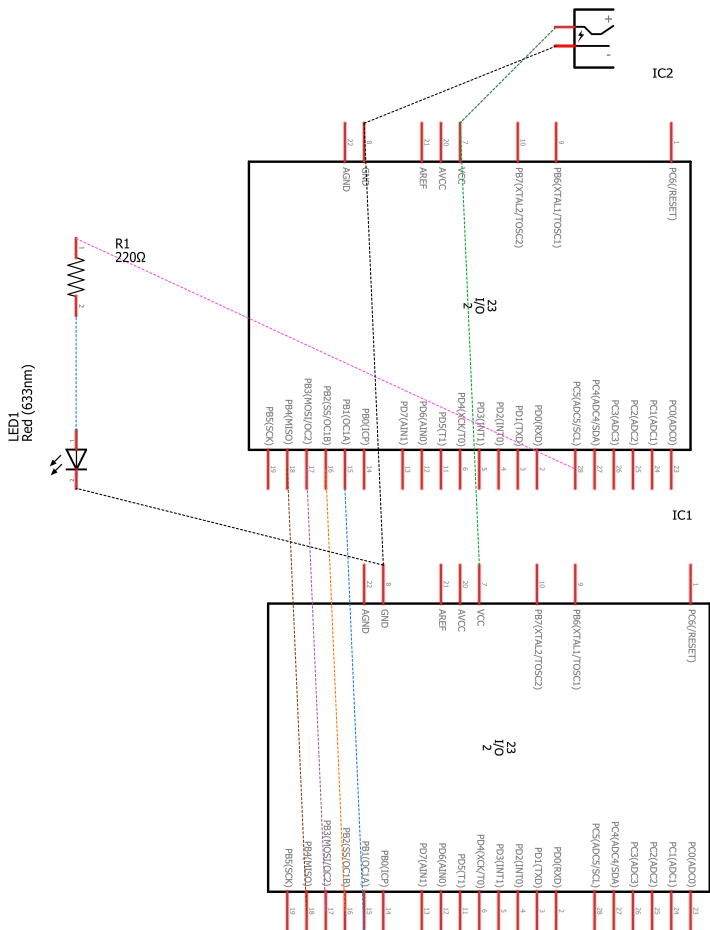 +
-
IC2
22
8
21
20
7
10
9
1
AGND
GND
AREF
AVCC
VCC
PB7(XTAL2/TOSC2)
PB6(XTAL1/TOSC1)
PC6(/RESET)
R1
220Ω
1
2
23
I/O
2
LED1
Red (633nm)
1
2
PB5(SCK)
PB4(MISO)
PB3(MOSI/OC2)
PB2(SS/OC1B)
PB1(OC1A)
PB0(ICP)
PD7(AIN1)
PD6(AIN0)
PD5(T1)
PD4(XCK/T0)
PD3(INT1)
PD2(INT0)
PD1(TXD)
PD0(RXD)
PC5(ADC5/SCL)
PC4(ADC4/SDA)
PC3(ADC3)
PC2(ADC2)
PC1(ADC1)
PC0(ADC0)
19
18
17
16
15
14
13
12
11
6
5
4
3
2
28
27
26
25
24
23
IC1
22
8
21
20
7
10
9
1
AGND
GND
AREF
AVCC
VCC
PB7(XTAL2/TOSC2)
PB6(XTAL1/TOSC1)
PC6(/RESET)
23
I/O
2
PB5(SCK)
PB4(MISO)
PB3(MOSI/OC2)
PB2(SS/OC1B)
PB1(OC1A)
PB0(ICP)
PD7(AIN1)
PD6(AIN0)
PD5(T1)
PD4(XCK/T0)
PD3(INT1)
PD2(INT0)
PD1(TXD)
PD0(RXD)
PC5(ADC5/SCL)
PC4(ADC4/SDA)
PC3(ADC3)
PC2(ADC2)
PC1(ADC1)
PC0(ADC0)
19
18
17
16
15
14
13
12
11
6
5
4
3
2
28
27
26
25
24
23